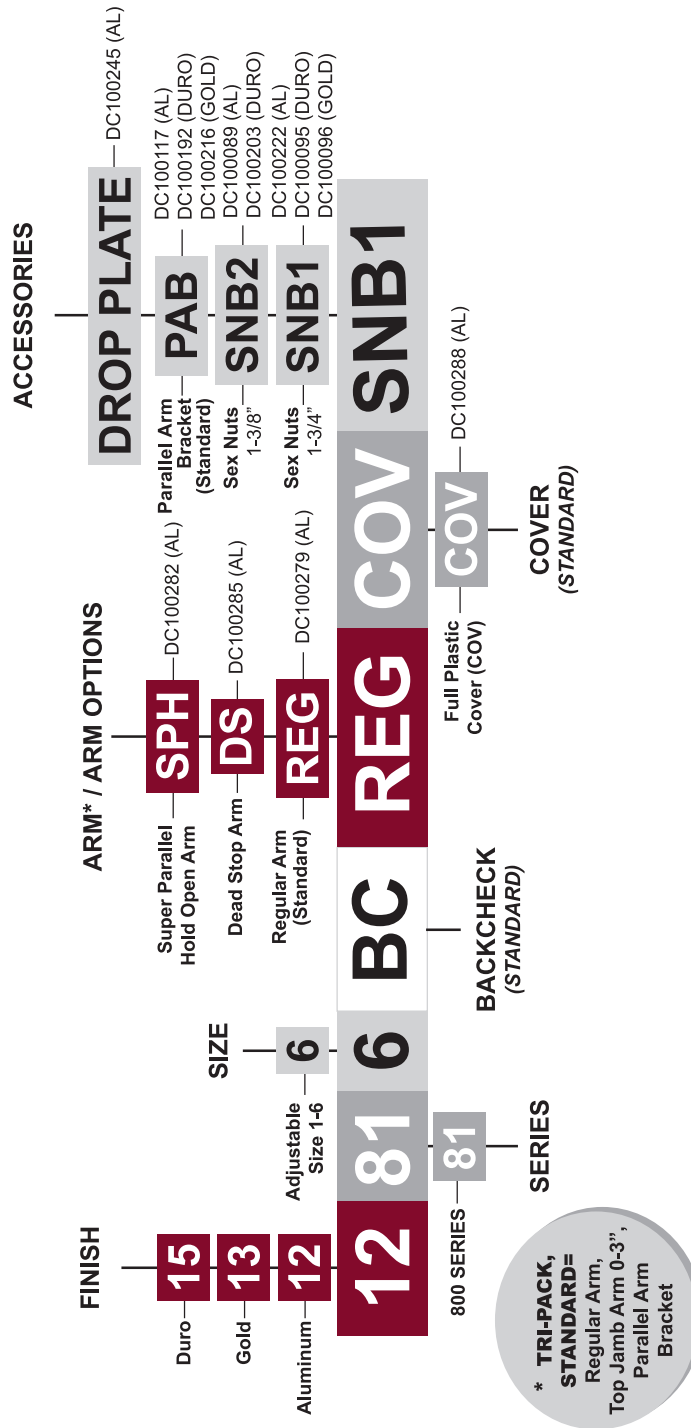 FINISH
Duro
15
Gold
13
Aluminum
12
SIZE
Adjustable
Size 1-6
6
ARM* / ARM OPTIONS
Super Parallel
Hold Open Arm
SPH
DC100282 (AL)
Dead Stop Arm
DS
DC100285 (AL)
Regular Arm
(Standard)
REG
DC100279 (AL)
ACCESSORIES
DROP PLATE
DC100245 (AL)
Parallel Arm
Bracket
(Standard)
PAB
DC100117 (AL)
DC100192 (DURO)
DC100216 (GOLD)
Sex Nuts
1-3/8”
SNB2
DC100089 (AL)
DC100203 (DURO)
Sex Nuts
1-3/4”
SNB1
DC100222 (AL)
DC100095 (DURO)
DC100096 (GOLD)
12 81 6 BC REG COV SNB1
800 SERIES
81
SERIES
BACKCHECK
(STANDARD)
Full Plastic
Cover (COV)
COV
DC100288 (AL)
COVER
(STANDARD)
* TRI-PACK,
STANDARD=
Regular Arm,
Top Jamb Arm 0-3”,
Parallel Arm
Bracket